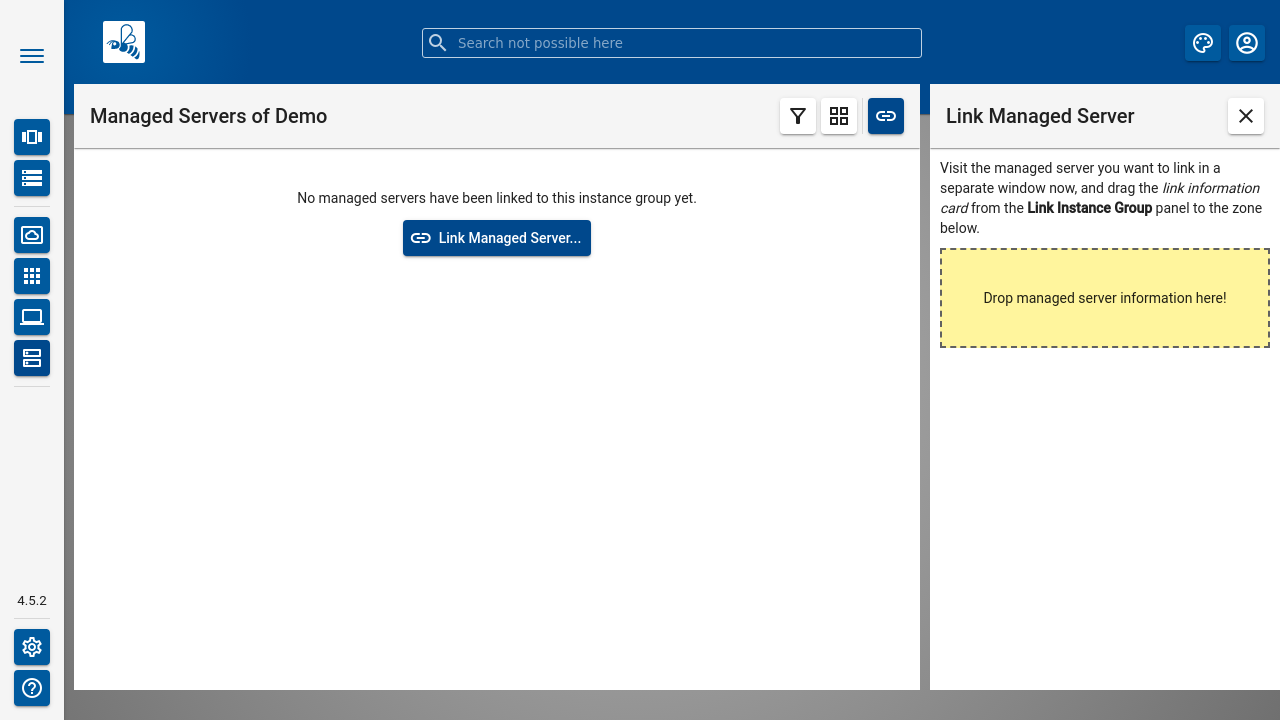 Search not possible here
Managed Servers of Demo
Link Managed Server
No managed servers have been linked to this instance group yet.
Link Managed Server...
Visit the managed server you want to link in a
separate window now, and drag the link information
card from the Link Instance Group panel to the zone
below.
Drop managed server information here!
4.5.2